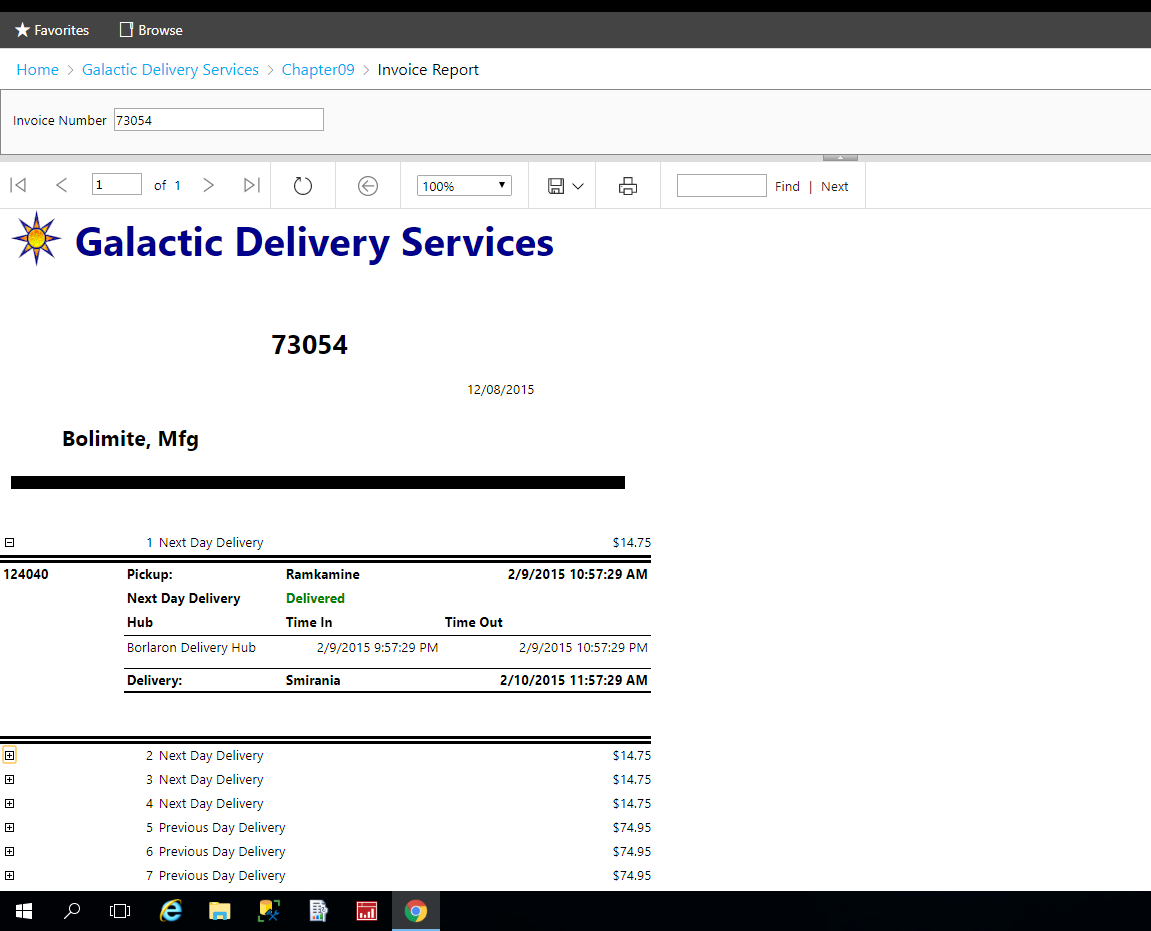 Favorites Browse
Home > Galactic Delivery Services > Chapter09 > Invoice Report
Invoice Number 73054
1 of 1 100% Find | Next
Galactic Delivery Services
73054
12/08/2015
Bolimite, Mfg
1 Next Day Delivery $14.75
124040 Pickup: Ramkamine 2/9/2015 10:57:29 AM
Next Day Delivery Delivered
Hub Time In Time Out
Borlaron Delivery Hub 2/9/2015 9:57:29 PM 2/9/2015 10:57:29 PM
Delivery: Smirania 2/10/2015 11:57:29 AM
2 Next Day Delivery $14.75
3 Next Day Delivery $14.75
4 Next Day Delivery $14.75
5 Previous Day Delivery $74.95
6 Previous Day Delivery $74.95
7 Previous Day Delivery $74.95